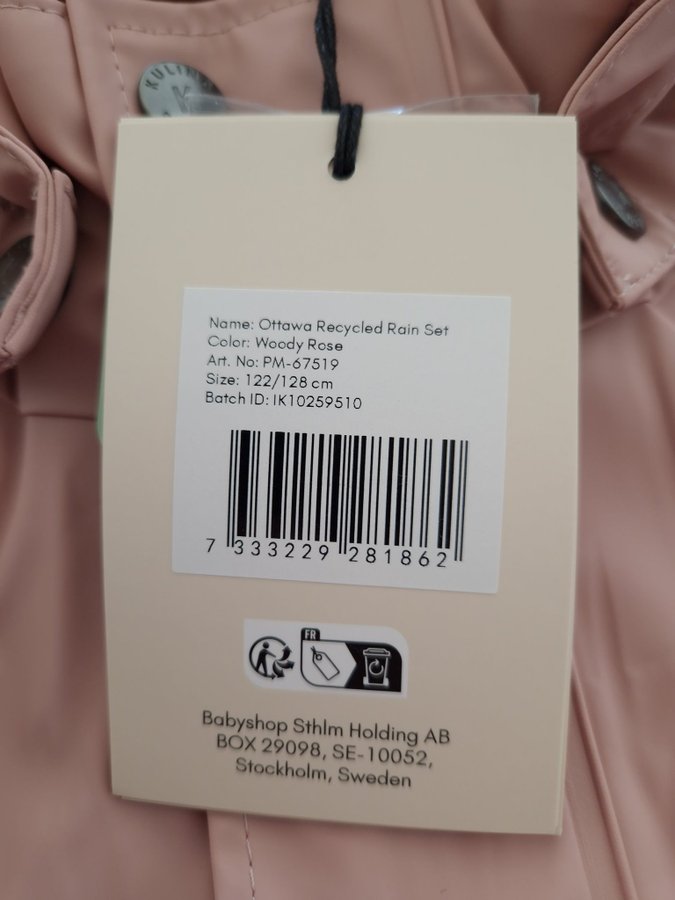 Name: Ottawa Recycled Rain Set
Color: Woody Rose
Art. No: PM-67519
Size: 122/128 cm
Batch ID: IK10259510
7 333229 281862
FR
Babyshop Sthlm Holding AB
BOX 29098, SE-10052,
Stockholm, Sweden